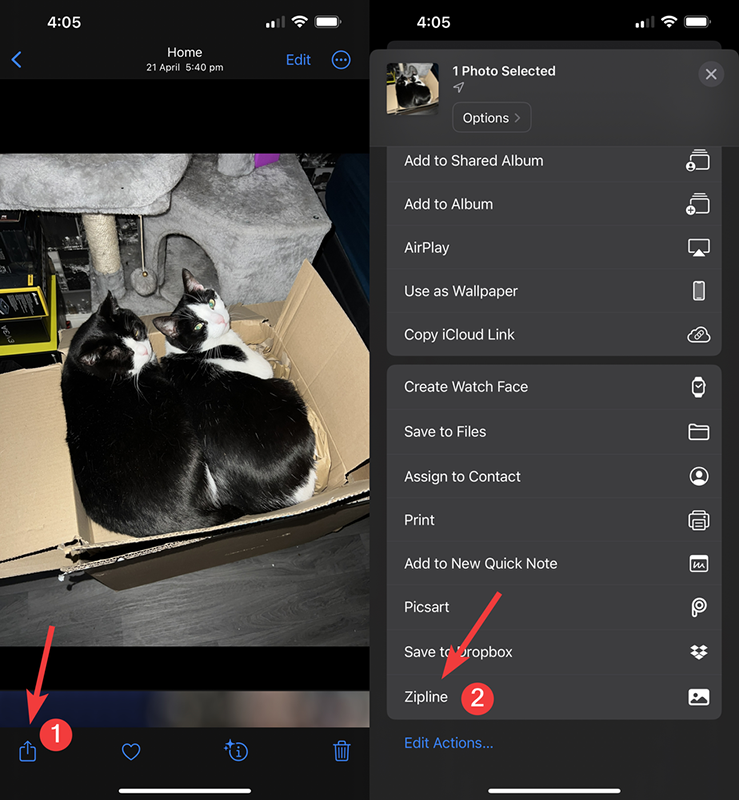 4:05
Home
21 April 5:40 pm
Edit
1
4:05
1 Photo Selected
Options
Add to Shared Album
Add to Album
AirPlay
Use as Wallpaper
Copy iCloud Link
Create Watch Face
Save to Files
Assign to Contact
Print
Add to New Quick Note
Picsart
Save to Dropbox
Zipline
2
Edit Actions...